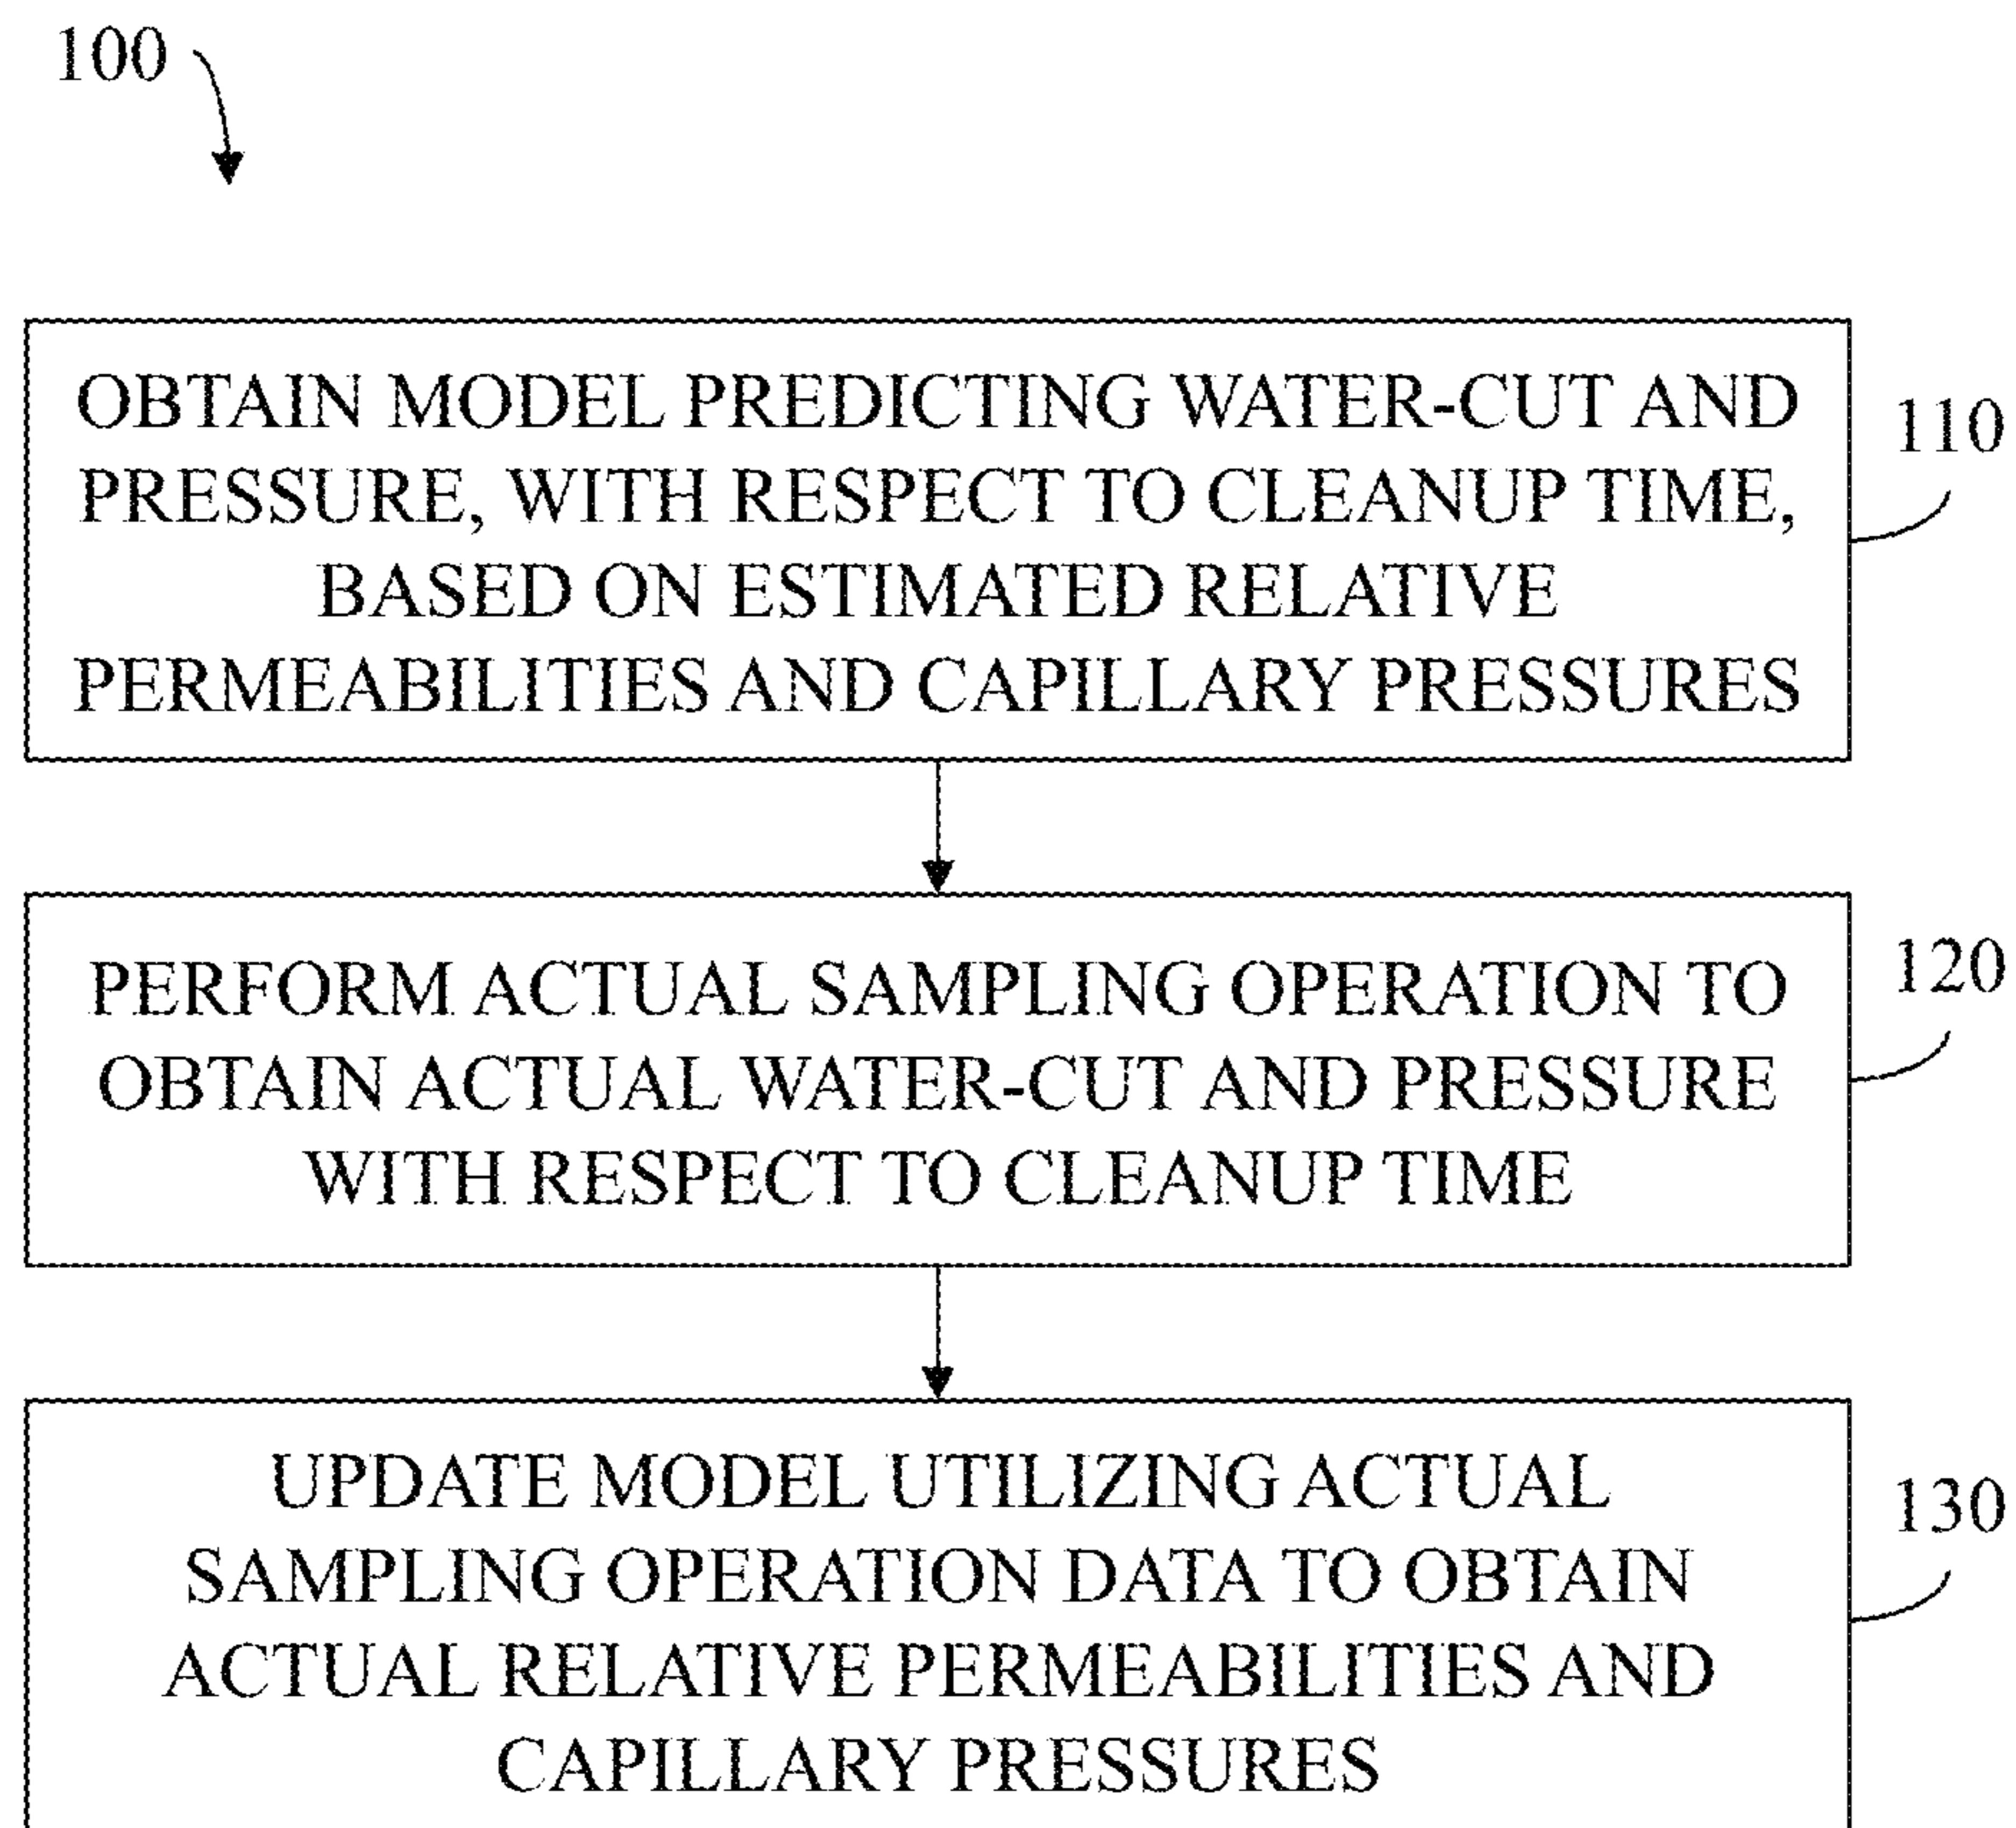 100
OBTAIN MODEL PREDICTING WATER-CUT AND
PRESSURE, WITH RESPECT TO CLEANUP TIME,
BASED ON ESTIMATED RELATIVE
PERMEABILITIES AND CAPILLARY PRESSURES
110
PERFORM ACTUAL SAMPLING OPERATION TO
OBTAIN ACTUAL WATER-CUT AND PRESSURE
WITH RESPECT TO CLEANUP TIME
120
UPDATE MODEL UTILIZING ACTUAL
SAMPLING OPERATION DATA TO OBTAIN
ACTUAL RELATIVE PERMEABILITIES AND
CAPILLARY PRESSURES
130